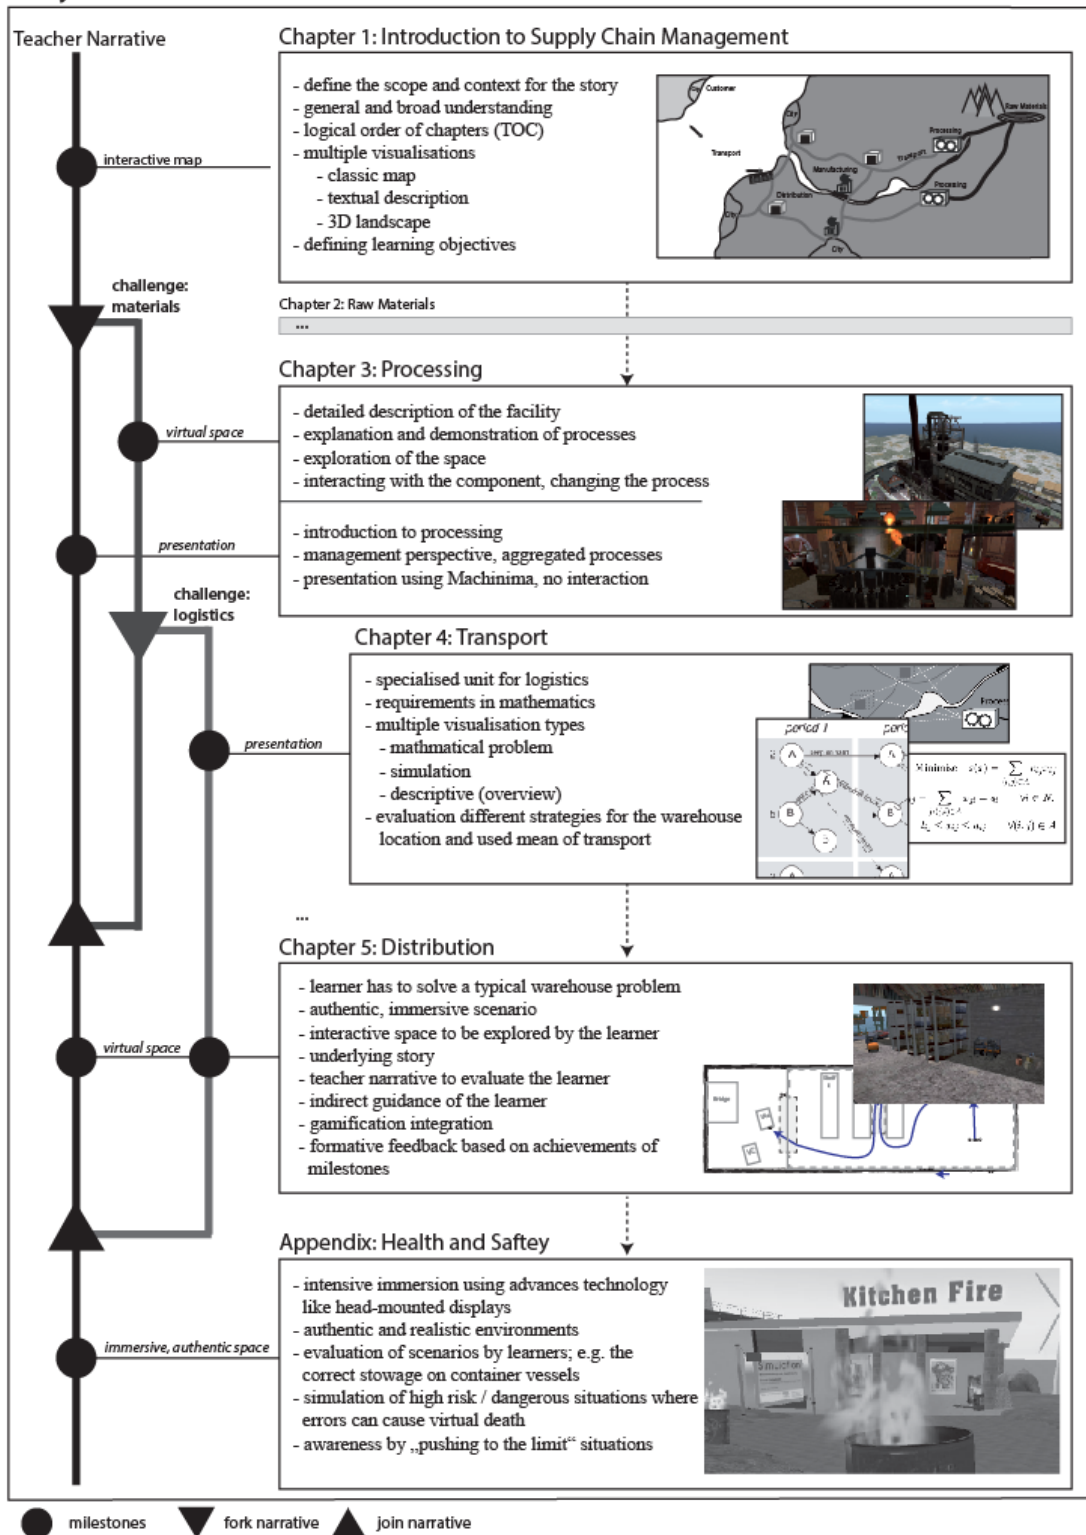 Teacher Narrative
Chapter 1: Introduction to Supply Chain Management
- define the scope and context for the story
- general and broad understanding
- logical order of chapters (TOC)
- multiple visualisations
- classic map
- textual description
- 3D landscape
- defining learning objectives
interactive map
City
Customer
Transport
City
Raw Materials
Processing
Transport
Manufacturing
Processing
Distribution
City
City
challenge:
materials
Chapter 2: Raw Materials
...
Chapter 3: Processing
- detailed description of the facility
- explanation and demonstration of processes
- exploration of the space
- interacting with the component, changing the process
virtual space
- introduction to processing
- management perspective, aggregated processes
- presentation using Machinima, no interaction
presentation
challenge:
logistics
Chapter 4: Transport
- specialised unit for logistics
- requirements in mathematics
- multiple visualisation types
- mathmatical problem
- simulation
- descriptive (overview)
- evaluation different strategies for the warehouse
location and used mean of transport
presentation
Process
period 1
A
A
B
B
B
A
Minimise
...
Chapter 5: Distribution
- learner has to solve a typical warehouse problem
- authentic, immersive scenario
- interactive space to be explored by the learner
- underlying story
- teacher narrative to evaluate the learner
- indirect guidance of the learner
- gamification integration
- formative feedback based on achievements of
milestones
virtual space
Bridge
Appendix: Health and Saftey
- intensive immersion using advances technology
like head-mounted displays
- authentic and realistic environments
- evaluation of scenarios by learners; e.g. the
correct stowage on container vessels
- simulation of high risk / dangerous situations where
errors can cause virtual death
- awareness by „pushing to the limit“ situations
immersive, authentic space
Kitchen Fire
Simulation
milestones
fork narrative
join narrative